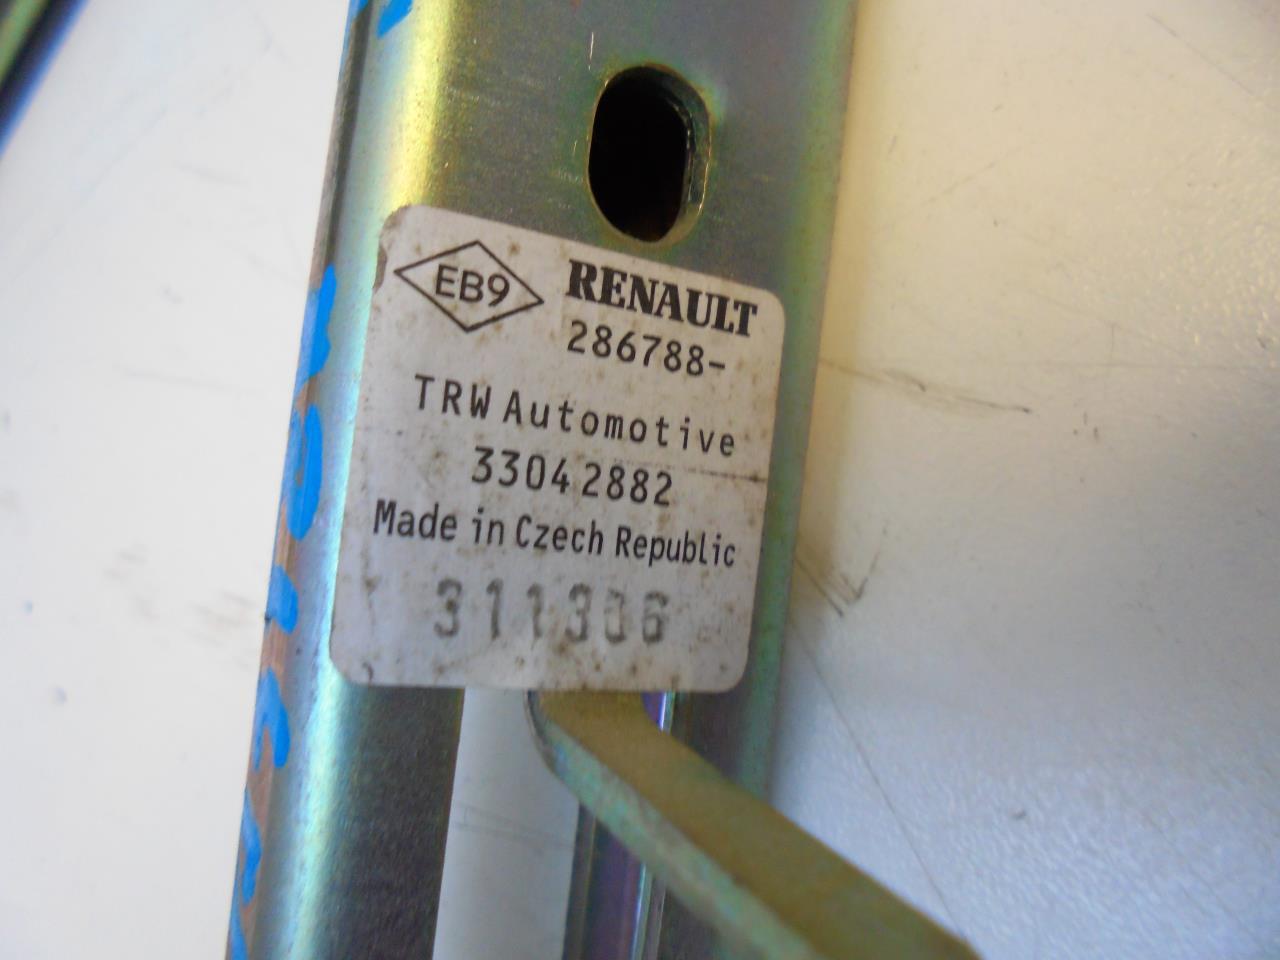 EB9 RENAULT
286788-
TRW Automotive
33042882
Made in Czech Republic
311306